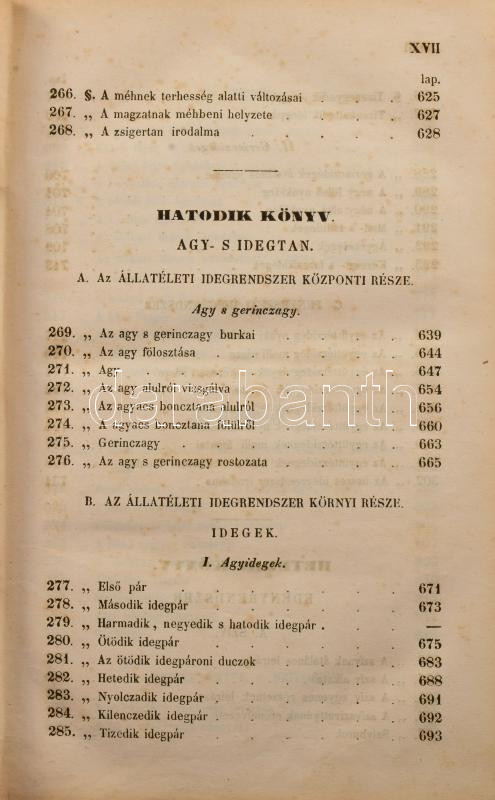 XVII
lap.
266. §. A méhnek terhesség alatti változásai . . . 625
267. „ A magzatnak méhbeni helyzete . . . . 627
268. „ A zsigertan irodalma . . . . . 628
HATODIK KÖNYV.
AGY- S IDEGTAN.
A. Az ÁLLATÉLETI IDEGRENDSZER KÖZPONTI RÉSZE.
Agy s gerinczagy.
269. „ Az agy s gerinczagy burkai . . . . 639
270. „ Az agy fölosztása . . . . . 644
271. „ Agy . . . . . . . 647
272. „ Az agy alulról vizsgálva . . . . 654
273. „ Az agyacs boncztana alulról . . . . 656
274. „ A agyacs boncztana fölülről . . . . 660
275. „ Gerinczagy . . . . . . 663
276. „ Az agy s gerinczagy rostozata . . . . 665
databanth
B. AZ ÁLLATÉLETI IDEGRENDSZER KÖRNYI RÉSZE.
IDEGEK.
I. Agyidegek.
277. „ Első pár . . . . . . 671
278. „ Második idegpár . . . . . 673
279. „ Harmadik, negyedik s hatodik idegpár . . . —
280. „ Ötödik idegpár . . . . . 675
281. „ Az ötödik idegpároni duczok . . . . 683
282. „ Hetedik idegpár . . . . . 688
283. „ Nyolczadik idegpár . . . . . 691
284. „ Kilenczedik idegpár . . . . . 692
285. „ Tizedik idegpár . . . . . 693